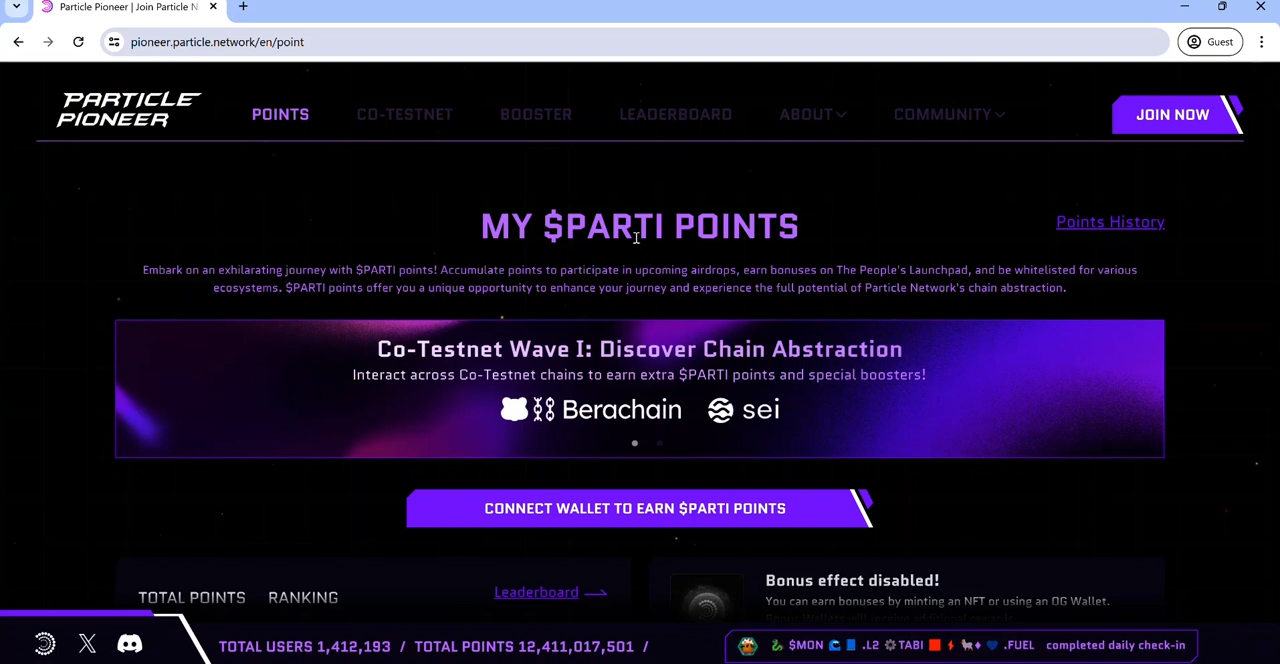 Particle Pioneer | Join Particle N
pioneer.particle.network/en/point
Guest
PARTICLE
PIONEER
POINTS
CO-TESTNET
BOOSTER
LEADERBOARD
ABOUT
COMMUNITY
JOIN NOW
MY $PARTI POINTS
Points History
Embark on an exhilarating journey with $PARTI points! Accumulate points to participate in upcoming airdrops, earn bonuses on The People's Launchpad, and be whitelisted for various
ecosystems. $PARTI points offer you a unique opportunity to enhance your journey and experience the full potential of Particle Network's chain abstraction.
Co-Testnet Wave I: Discover Chain Abstraction
Interact across Co-Testnet chains to earn extra $PARTI points and special boosters!
Berachain sei
CONNECT WALLET TO EARN $PARTI POINTS
TOTAL POINTS RANKING
Leaderboard
Bonus effect disabled!
You can earn bonuses by minting an NFT or using an OG Wallet.
Bonus Wallets will receive additional rewards.
TOTAL USERS 1,412,193 / TOTAL POINTS 12,411,017,501 /
$MON .L2 TABI .FUEL completed daily check-in